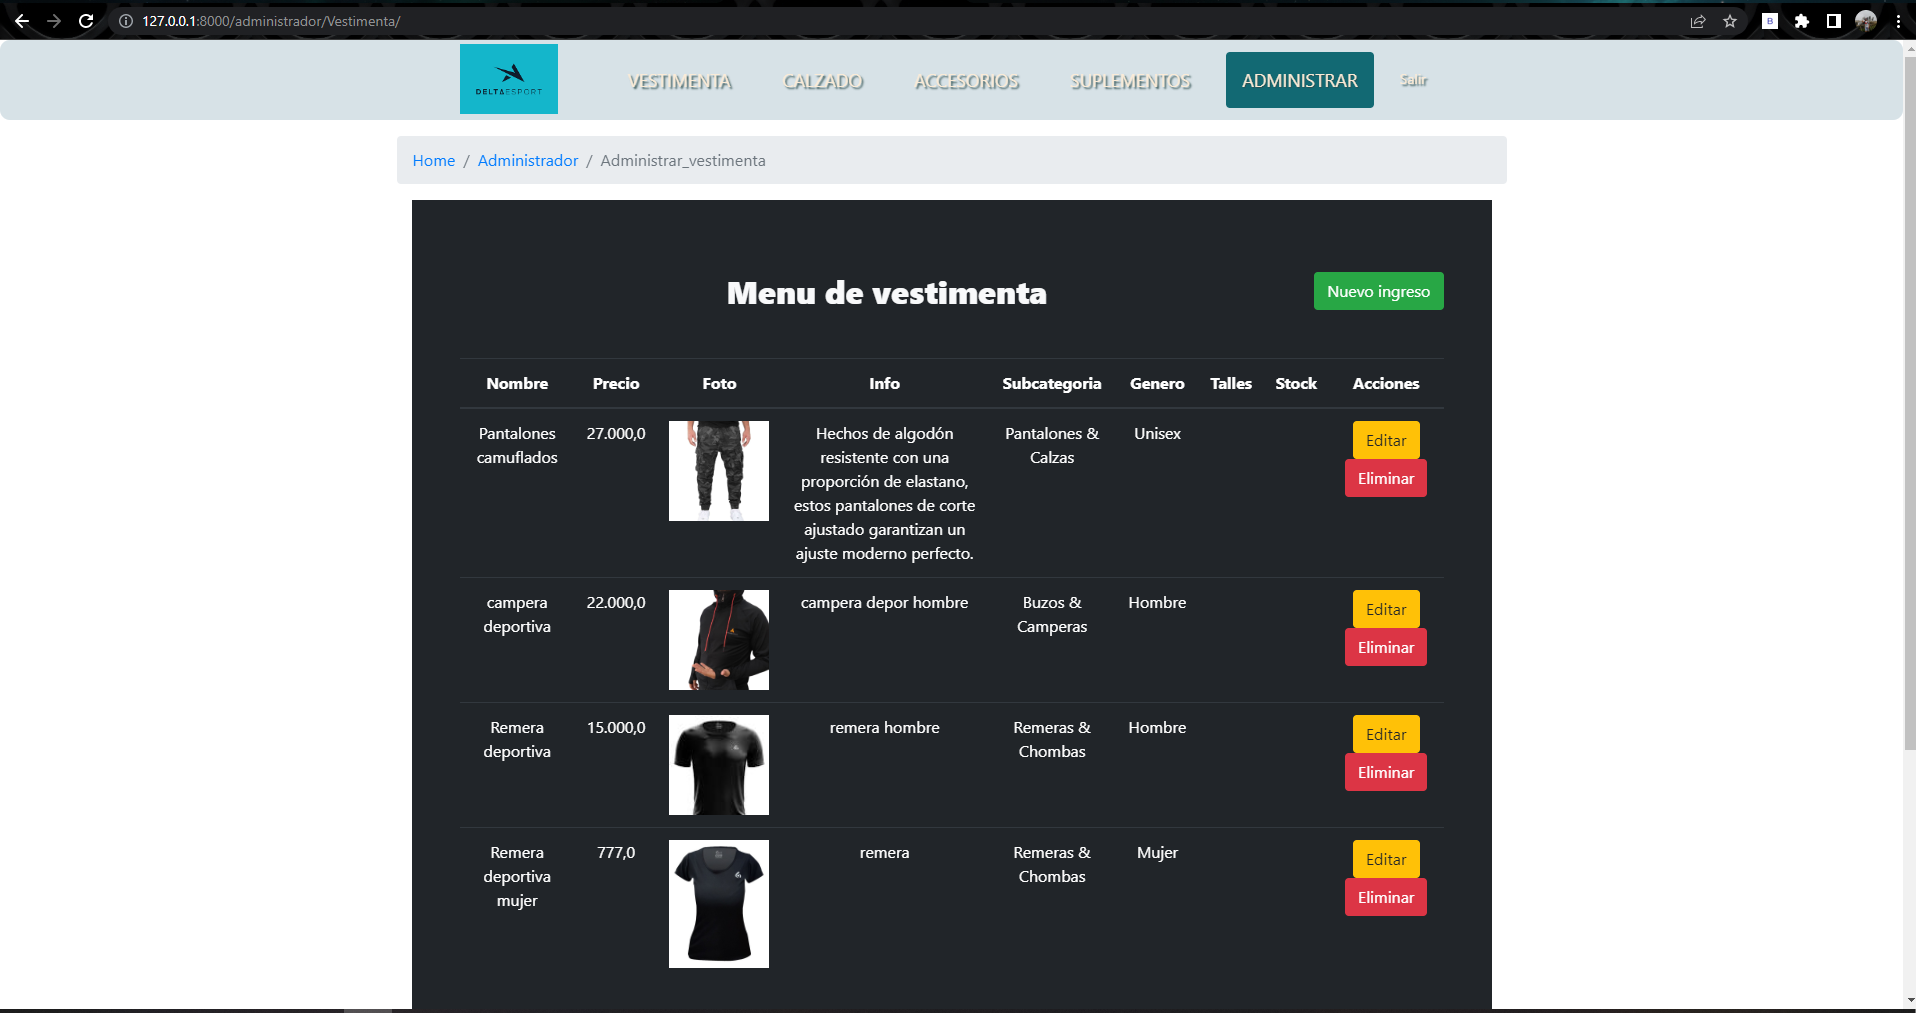 127.0.0.1:8000/administrador/Vestimenta/
B
DELTAESPORT
VESTIMENTA
CALZADO
ACCESORIOS
SUPLEMENTOS
ADMINISTRAR
Salir
Home / Administrador / Administrar_vestimenta
Menu de vestimenta
Nuevo ingreso
Nombre Precio Foto Info Subcategoria Genero Talles Stock Acciones
Pantalones
camuflados
27.000,0
Hechos de algodón
resistente con una
proporción de elastano,
estos pantalones de corte
ajustado garantizan un
ajuste moderno perfecto.
Pantalones &
Calzas
Unisex
Editar
Eliminar
campera
deportiva
22.000,0
campera depor hombre
Buzos &
Camperas
Hombre
Editar
Eliminar
Remera
deportiva
15.000,0
remera hombre
Remeras &
Chombas
Hombre
Editar
Eliminar
Remera
deportiva
mujer
777,0
remera
Remeras &
Chombas
Mujer
Editar
Eliminar